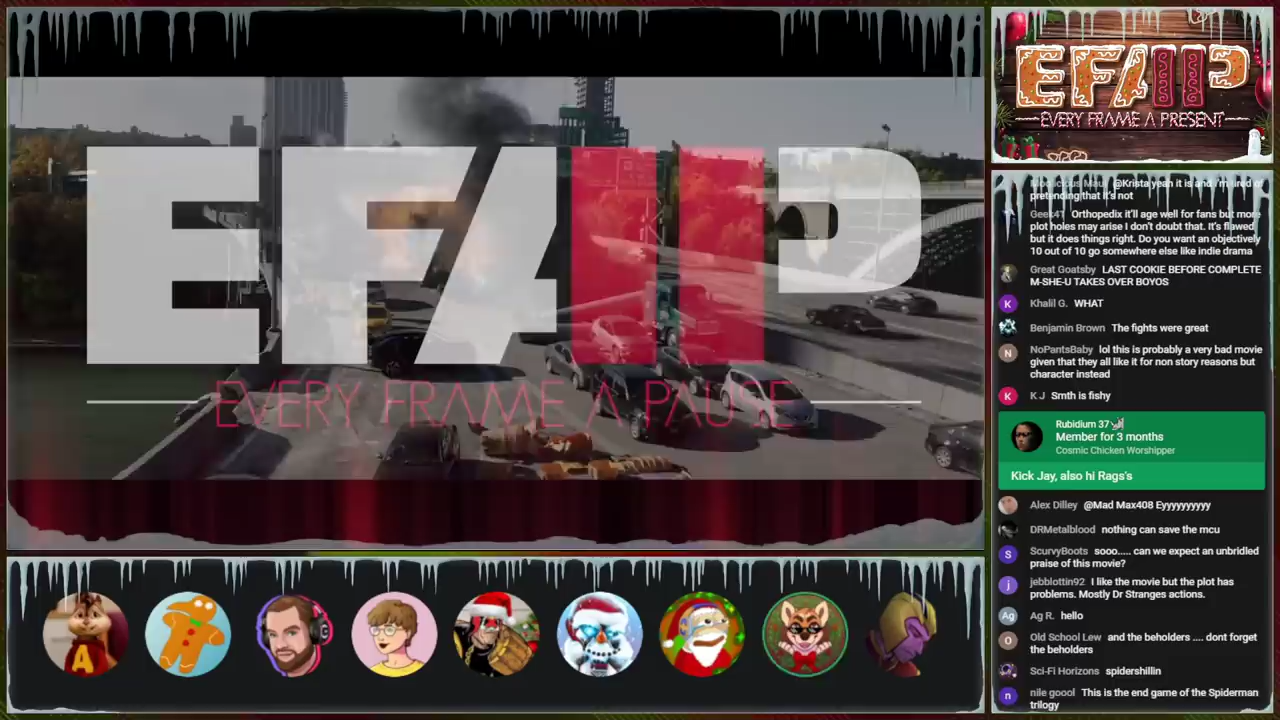 EFAP
EVERY FRAME A PAUSE
EFAP
EVERY FRAME A PRESENT
@Krista yeah it is and i'm tired of
pretending that it's not
Geek41 Orthopedix it'll age well for fans but more
plot holes may arise I don't doubt that. It's flawed
but it does things right. Do you want an objectively
10 out of 10 go somewhere else like indie drama
Great Goatsby LAST COOKIE BEFORE COMPLETE
M-SHE-U TAKES OVER BOYOS
K
Khalil G. WHAT
Benjamin Brown The fights were great
N
NoPantsBaby lol this is probably a very bad movie
given that they all like it for non story reasons but
character instead
K
K J Smth is fishy
Rubidium 37
Member for 3 months
Cosmic Chicken Worshipper
Kick Jay, also hi Rags's
Alex Dilley @Mad Max408 Eyyyyyyyyyy
DRMetalblood nothing can save the mcu
S
ScurvyBoots sooo..... can we expect an unbridled
praise of this movie?
j
jebblottin92 I like the movie but the plot has
problems. Mostly Dr Stranges actions.
Ag
Ag R. hello
O
Old School Lew and the beholders .... dont forget
the beholders
Sci-Fi Horizons spidershillin
n
nile goool This is the end game of the Spiderman
trilogy
A